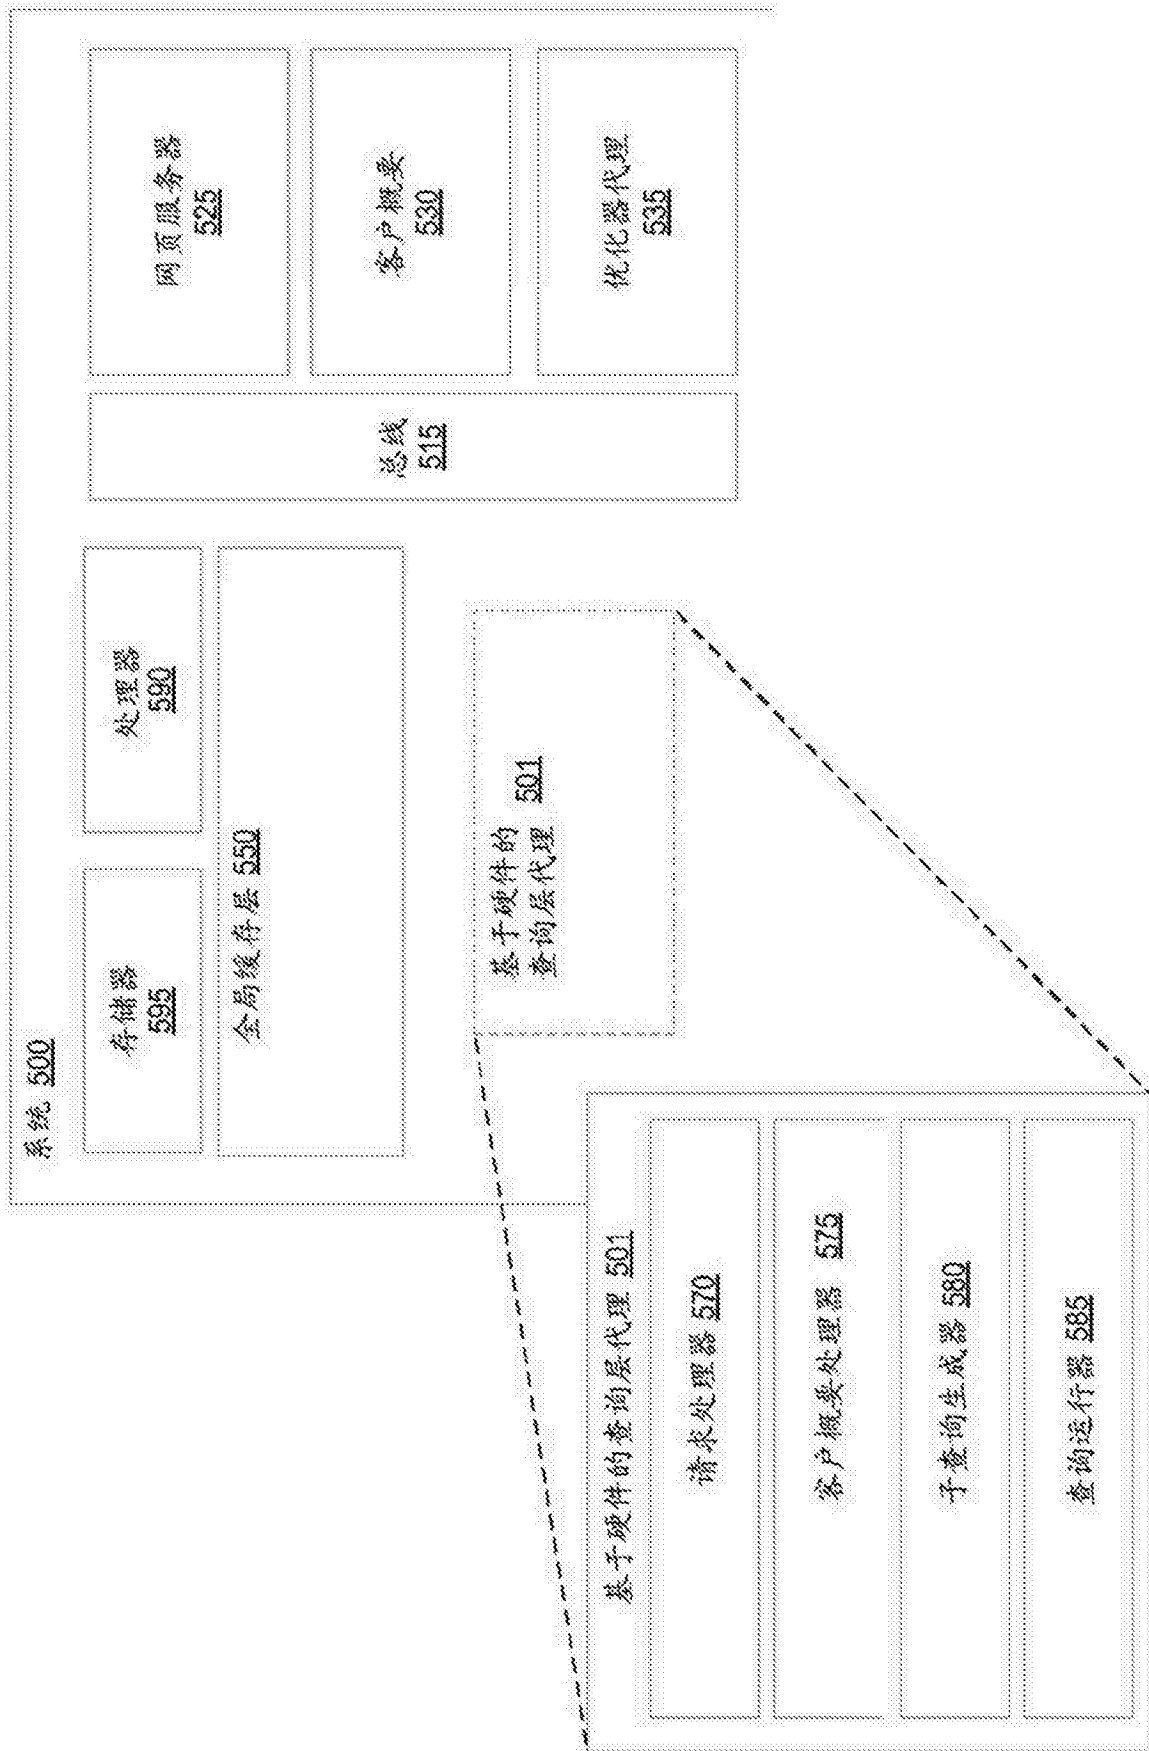 系统 500
存储器
595
处理器
590
全局缓存层 550
总线
515
网页服务器
525
客户概要
530
优化器代理
535
基于硬件的
查询层代理 501
基于硬件的查询层代理 501
请求处理器 570
客户概要处理器 575
子查询生成器 580
查询运行器 585